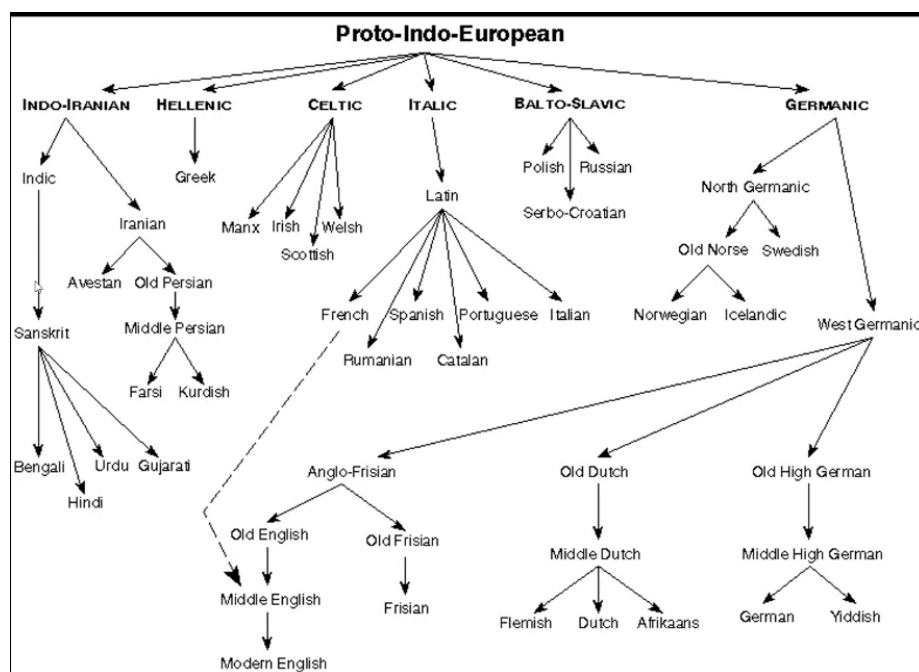 Proto-Indo-European
INDO-IRANIAN HELLENIC CELTIC ITALIC BALTO-SLAVIC GERMANIC
Indic Greek Polish Russian
North Germanic
Latin
Iranian Manx Irish Welsh Serbo-Croatian
Scottish Old Norse Swedish
Avestan Old Persian
French Spanish Portuguese Italian Norwegian Icelandic
Sanskrit Middle Persian West Germanic
Rumanian Catalan
Farsi Kurdish
Bengali Urdu Gujarati Anglo-Frisian Old Dutch Old High German
Hindi
Old English Old Frisian
Middle Dutch Middle High German
Middle English Frisian
Flemish Dutch Afrikaans German Yiddish
Modern English